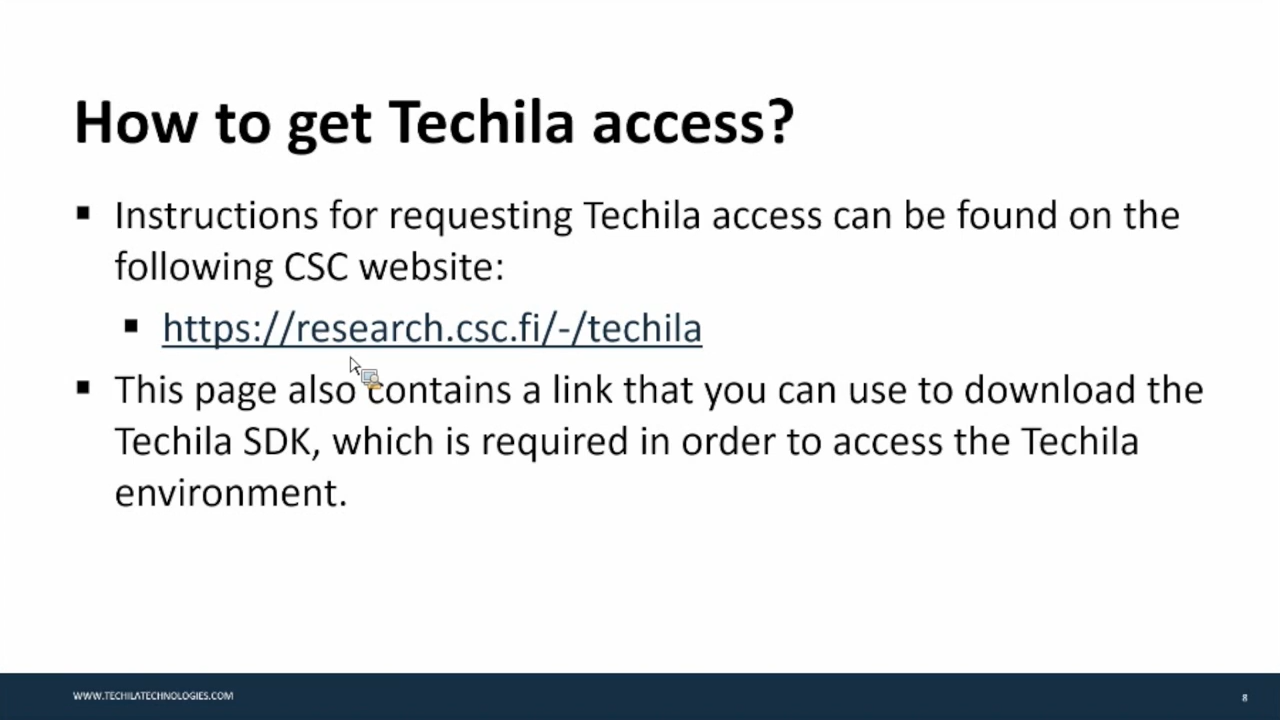 How to get Techila access?
▪ Instructions for requesting Techila access can be found on the
following CSC website:
▪ https://research.csc.fi/-/techila
▪ This page also contains a link that you can use to download the
Techila SDK, which is required in order to access the Techila
environment.
WWW.TECHILATECHNOLOGIES.COM
8